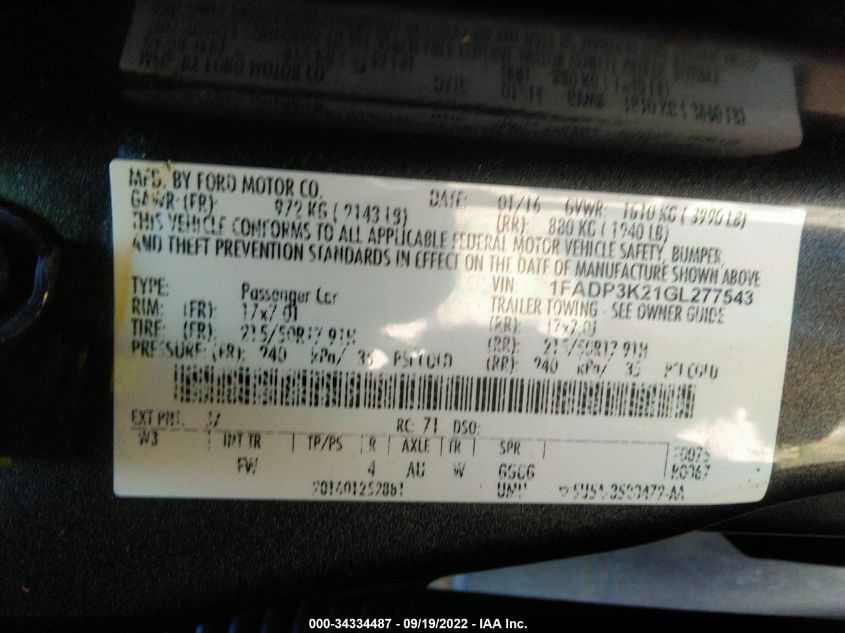 MFD. BY FORD MOTOR CO.
DATE: 01/16 GVWR: 1810 KG ( 3990 LB)
GAWR: (FR): 972 KG ( 2143 LB) (RR): 880 KG ( 1940 LB)
THIS VEHICLE CONFORMS TO ALL APPLICABLE FEDERAL MOTOR VEHICLE SAFETY, BUMPER
AND THEFT PREVENTION STANDARDS IN EFFECT ON THE DATE OF MANUFACTURE SHOWN ABOVE
VIN: 1FADP3K21GL277543
TYPE: Passenger Car TRAILER TOWING - SEE OWNER GUIDE
RIM: (FR): 17x7.0J (RR): 17x7.0J
TIRE: (FR): 215/50R17 91H (RR): 215/50R17 91H
PRESSURE: (FR): 240 kPa/ 35 PSI COLD (RR): 240 kPa/ 35 PSI COLD
EXT PNT: RC: 71 DSO:
W3 INT TR TP/PS R AXLE TR SPR
FW 4 AU W GGGG
UMU
000-34334487 - 09/19/2022 - IAA Inc.